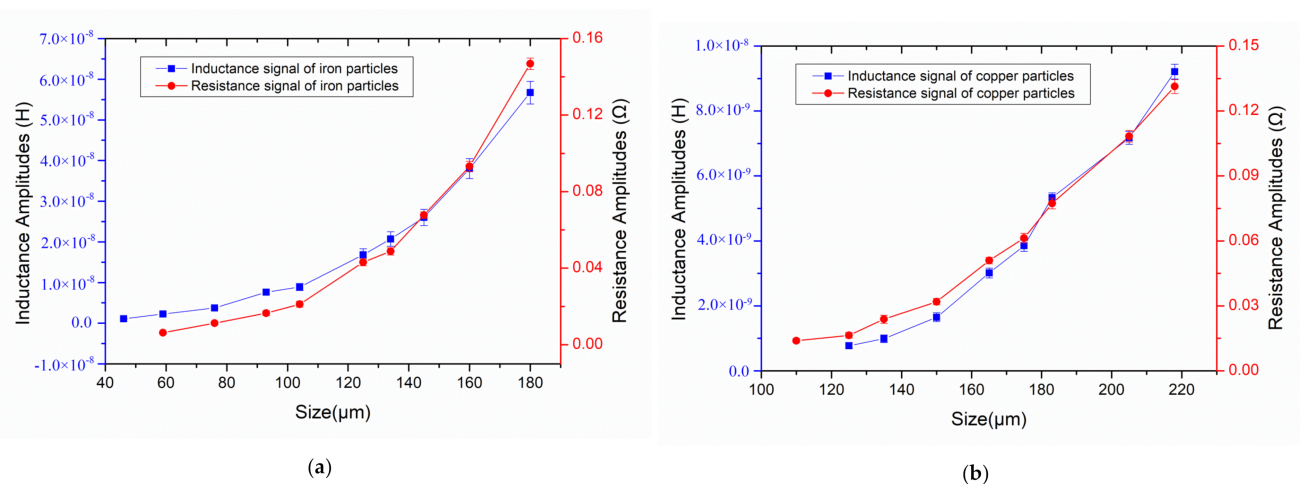 7.0×10⁻⁸
6.0×10⁻⁸
5.0×10⁻⁸
4.0×10⁻⁸
3.0×10⁻⁸
2.0×10⁻⁸
1.0×10⁻⁸
0.0
-1.0×10⁻⁸
Inductance Amplitudes (H)
Inductance signal of iron particles
Resistance signal of iron particles
0.16
0.12
0.08
0.04
0.00
Resistance Amplitudes (Ω)
40 60 80 100 120 140 160 180
Size(μm)
(a)
1.0×10⁻⁸
8.0×10⁻⁹
6.0×10⁻⁹
4.0×10⁻⁹
2.0×10⁻⁹
0.0
Inductance Amplitudes (H)
Inductance signal of copper particles
Resistance signal of copper particles
0.15
0.12
0.09
0.06
0.03
0.00
Resistance Amplitudes (Ω)
100 120 140 160 180 200 220
Size(μm)
(b)